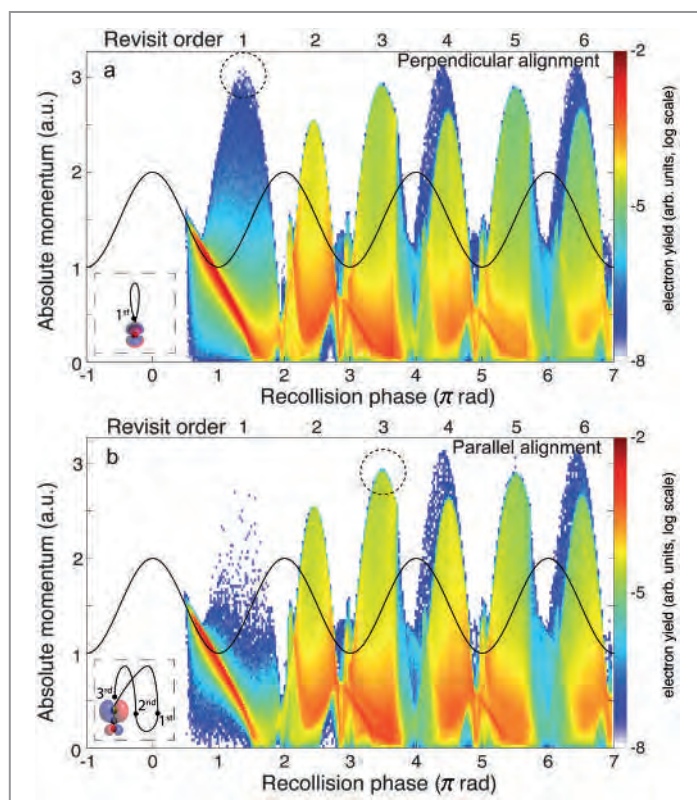 Revisit order 1 2 3 4 5 6
a
Perpendicular alignment
3
2
1
0
Absolute momentum (a.u.)
1st
-1 0 1 2 3 4 5 6 7
Recollision phase (π rad)
-2
-5
-8
electron yield (arb. units, log scale)
Revisit order 1 2 3 4 5 6
b
Parallel alignment
3
2
1
0
Absolute momentum (a.u.)
3rd
2nd
1st
-1 0 1 2 3 4 5 6 7
Recollision phase (π rad)
-2
-5
-8
electron yield (arb. units, log scale)